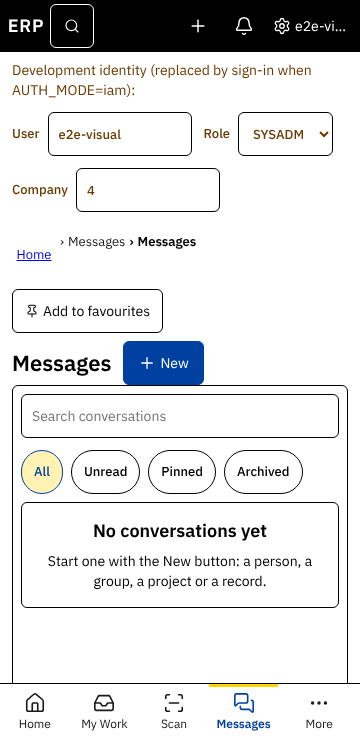 ERP e2e-vi...
Development identity (replaced by sign-in when
AUTH_MODE=iam):
User e2e-visual Role SYSADM
Company 4
Home › Messages › Messages
Add to favourites
Messages + New
Search conversations
All Unread Pinned Archived
No conversations yet
Start one with the New button: a person, a
group, a project or a record.
Home My Work Scan Messages More